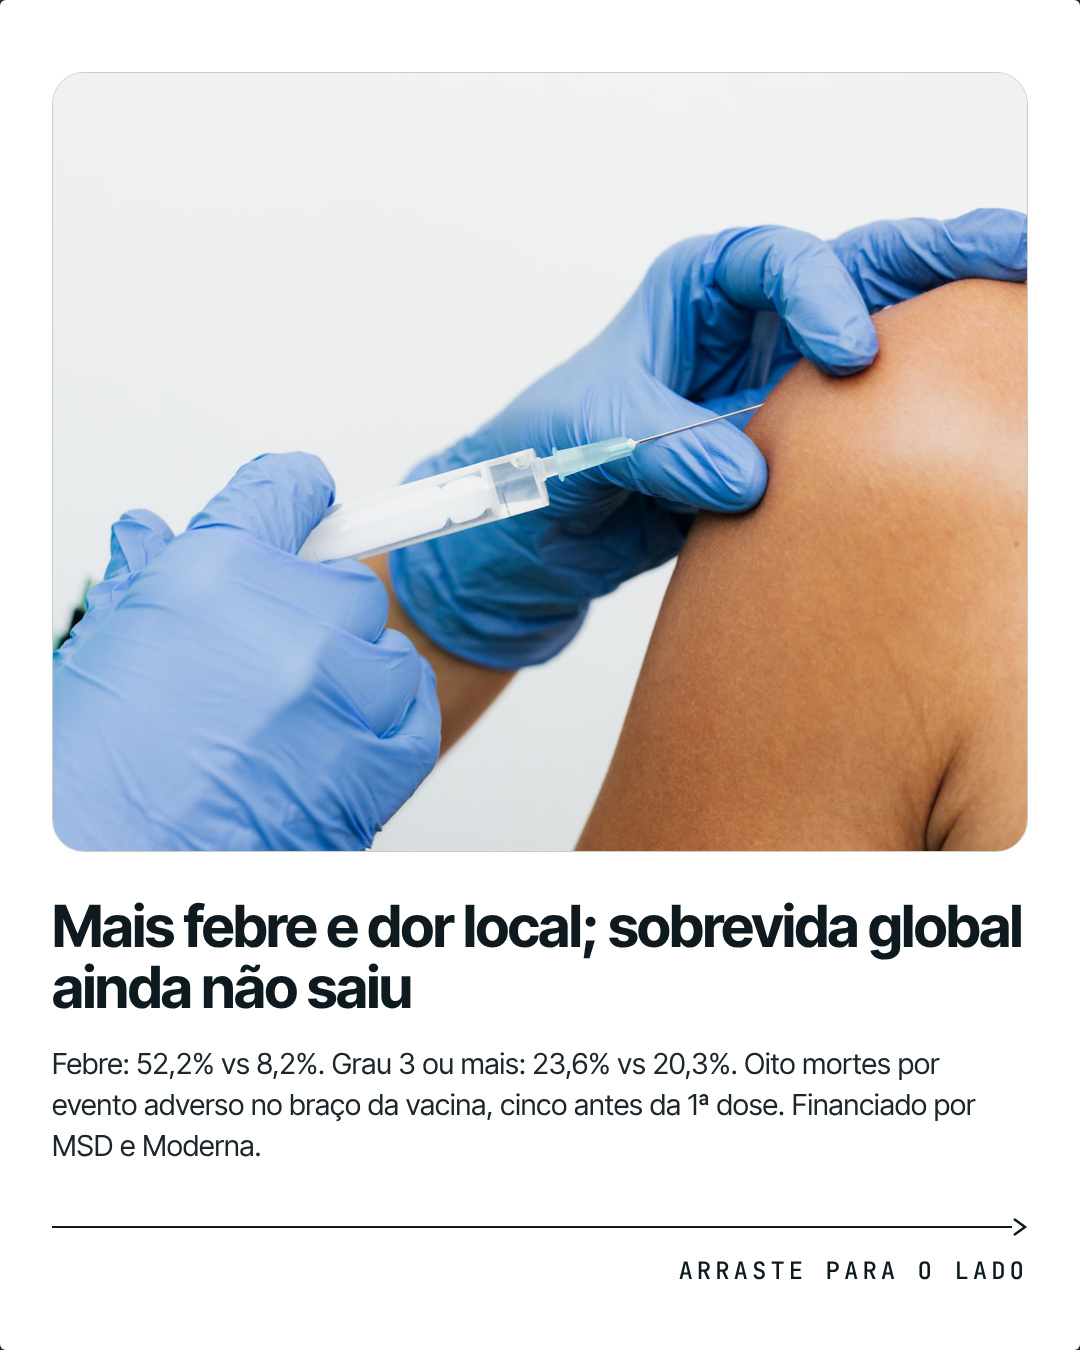 Mais febre e dor local; sobrevida global
ainda não saiu
Febre: 52,2% vs 8,2%. Grau 3 ou mais: 23,6% vs 20,3%. Oito mortes por
evento adverso no braço da vacina, cinco antes da 1ª dose. Financiado por
MSD e Moderna.
ARRASTE PARA O LADO